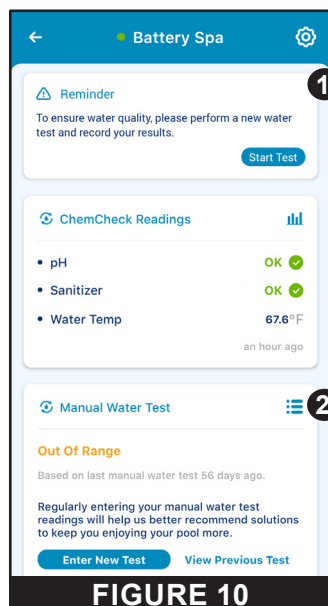 Battery Spa
1
Reminder
To ensure water quality, please perform a new water
test and record your results.
Start Test
ChemCheck Readings
• pH OK
• Sanitizer OK
• Water Temp 67.6°F
an hour ago
2
Manual Water Test
Out Of Range
Based on last manual water test 56 days ago.
Regularly entering your manual water test
readings will help us better recommend solutions
to keep you enjoying your pool more.
Enter New Test View Previous Test
FIGURE 10